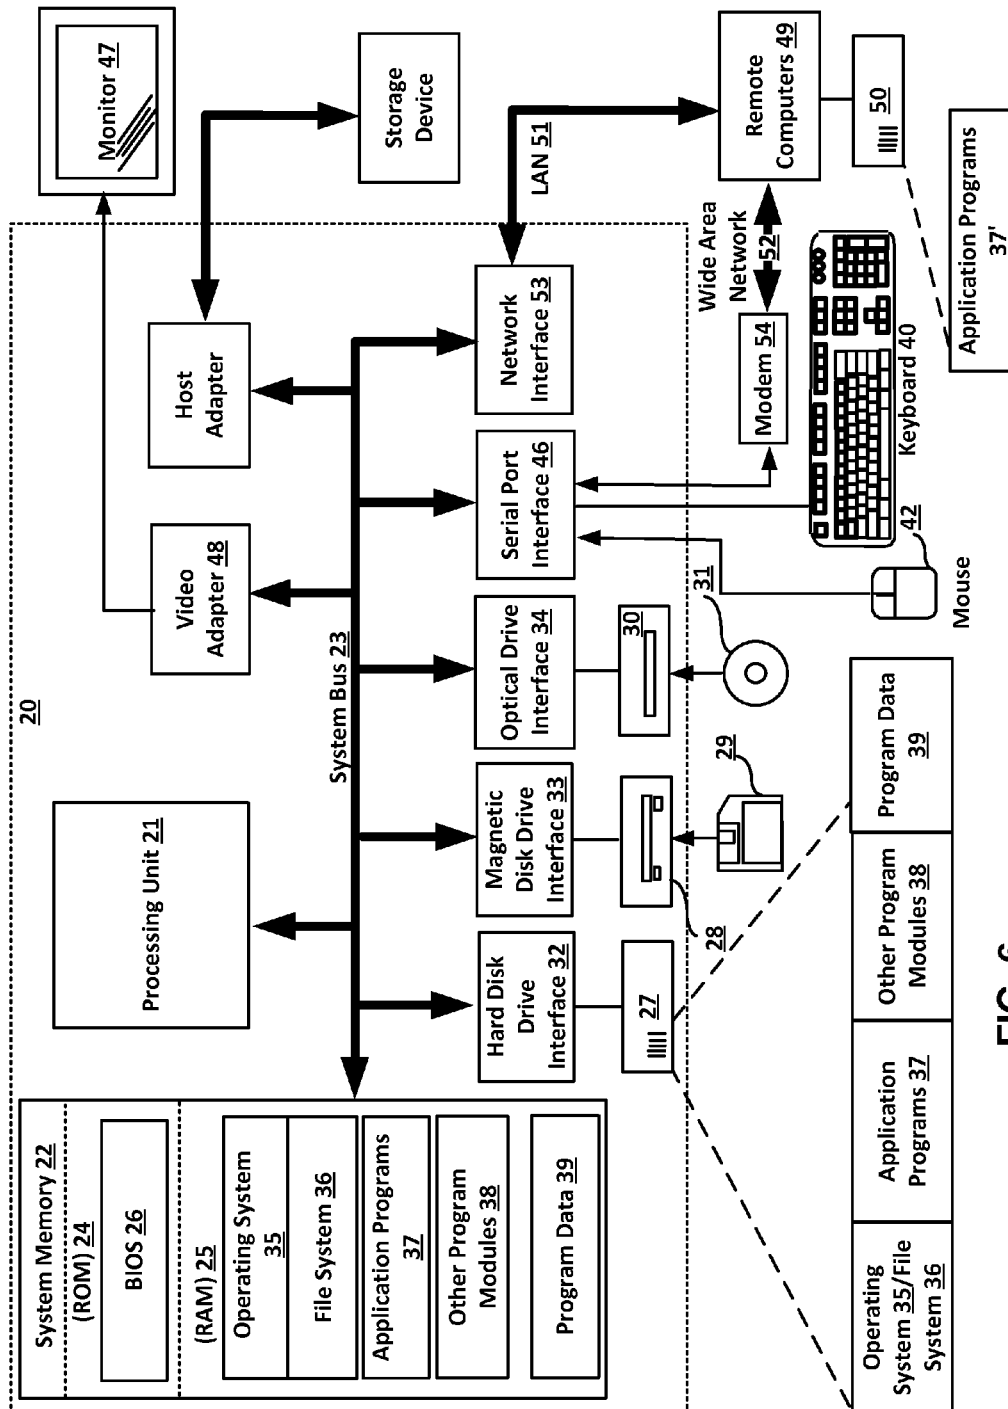 20
System Memory 22
(ROM) 24
BIOS 26
(RAM) 25
Operating System
35
File System 36
Application Programs
37
Other Program
Modules 38
Program Data 39
Processing Unit 21
Video
Adapter 48
Host
Adapter
Monitor 47
Storage
Device
System Bus 23
Hard Disk
Drive
Interface 32
Magnetic
Disk Drive
Interface 33
Optical Drive
Interface 34
Serial Port
Interface 46
Network
Interface 53
LAN 51
27
28
29
30
31
Modem 54
Wide Area
Network
52
Remote
Computers 49
50
Mouse
42
Keyboard 40
Application Programs
37'
Operating
System 35/File
System 36
Application
Programs 37
Other Program
Modules 38
Program Data
39